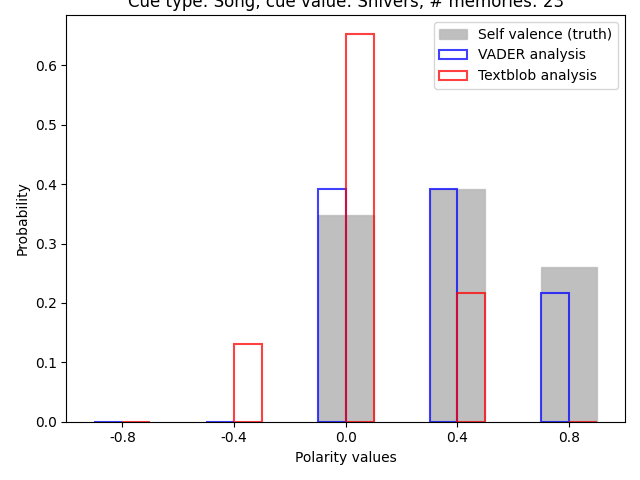 Cue type: Song, cue value: Shivers, # memories: 23
Self valence (truth)
VADER analysis
Textblob analysis
Probability
0.6
0.5
0.4
0.3
0.2
0.1
0.0
-0.8 -0.4 0.0 0.4 0.8
Polarity values